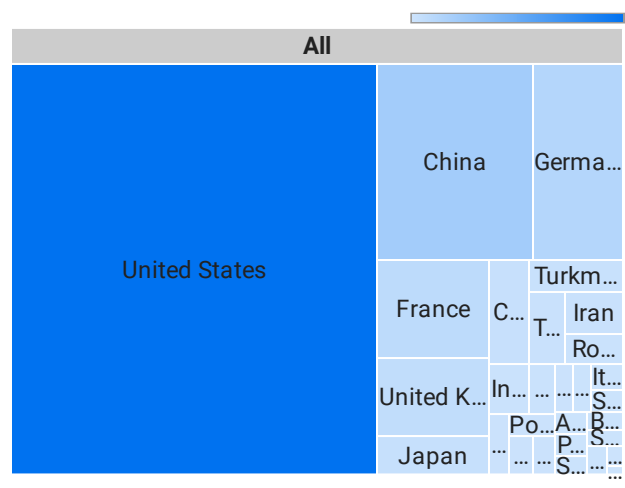 All
United States
China
Germa...
France
C...
Turkm...
T...
Iran
Ro...
United K...
In...
...
...
...
It...
S...
Japan
...
Po...
A...
B...
...
...
P...
S...
S...
...
...
...